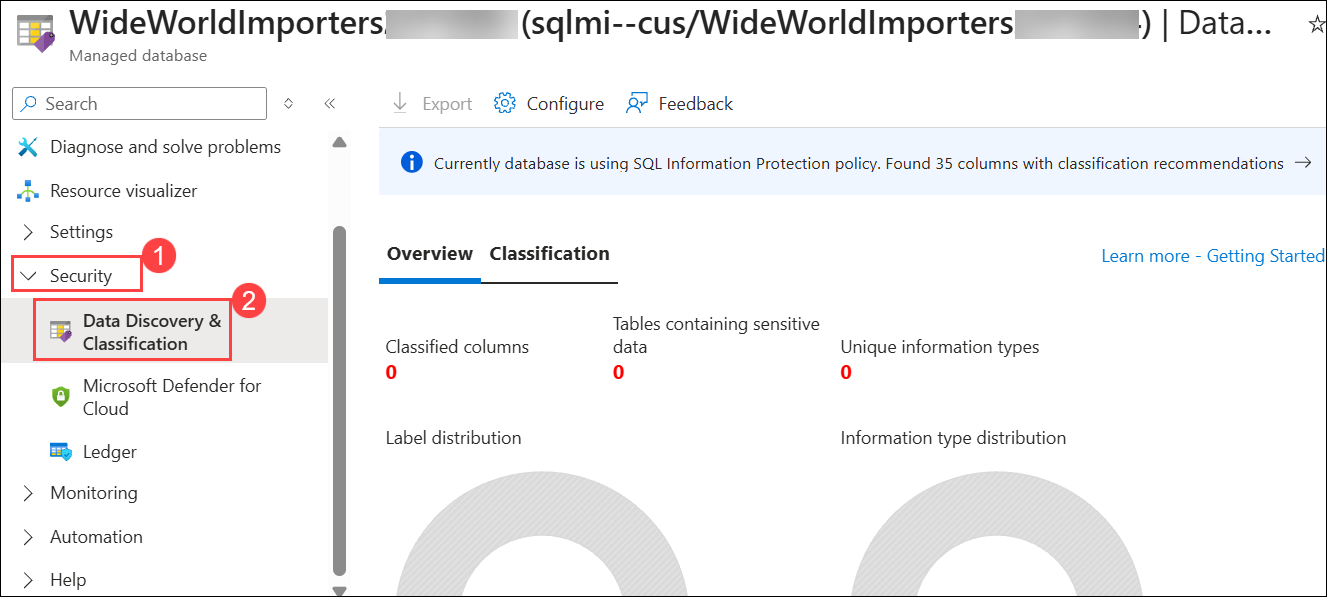 WideWorldImporters/ (sqlmi--cus/WideWorldImporters ) | Data...
Managed database
Search
Export
Configure
Feedback
Diagnose and solve problems
Resource visualizer
Settings
Security
1
Data Discovery &
Classification
2
Microsoft Defender for
Cloud
Ledger
Monitoring
Automation
Help
Currently database is using SQL Information Protection policy. Found 35 columns with classification recommendations
Overview
Classification
Learn more - Getting Started
Classified columns
0
Tables containing sensitive
data
0
Unique information types
0
Label distribution
Information type distribution